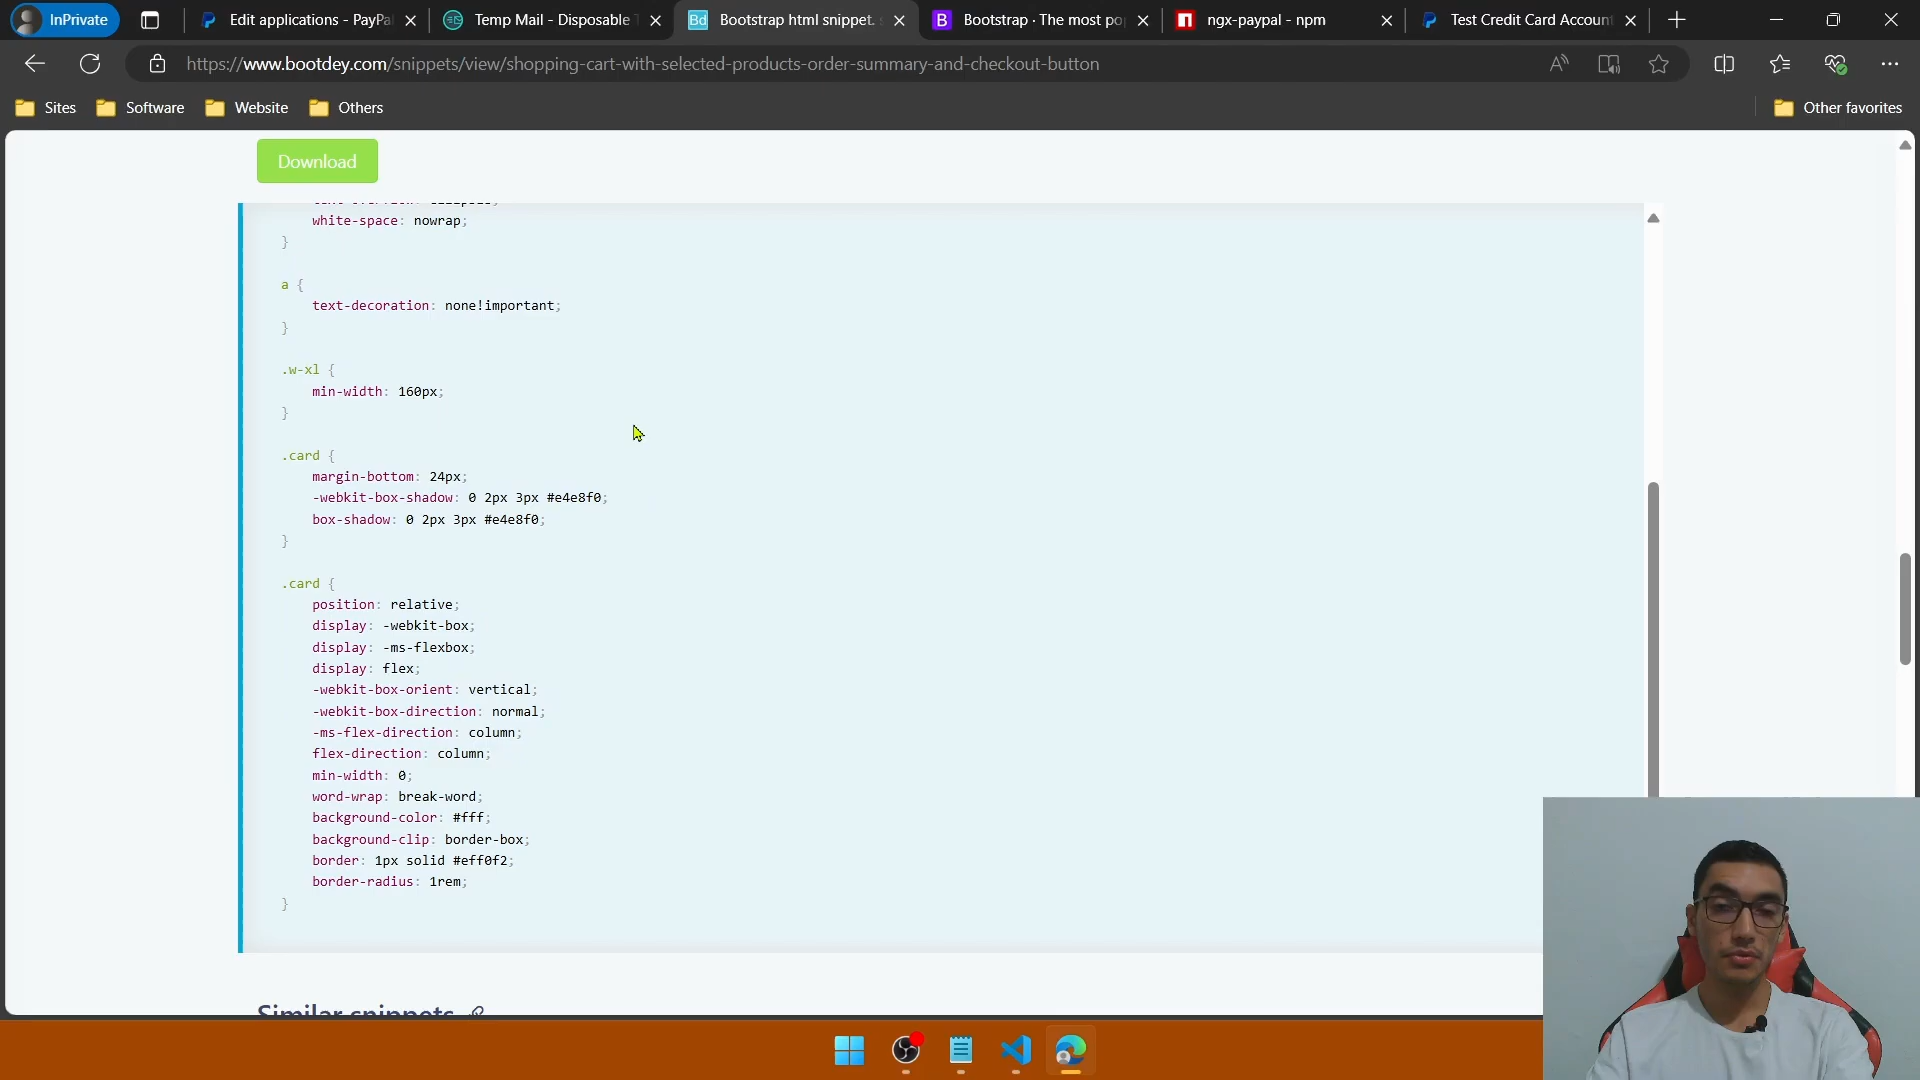 InPrivate
Edit applications - PayPa
Temp Mail - Disposable T
Bootstrap html snippet.
Bootstrap · The most po
ngx-paypal - npm
Test Credit Card Account
https://www.bootdey.com/snippets/view/shopping-cart-with-selected-products-order-summary-and-checkout-button
Sites
Software
Website
Others
Other favorites
Download
white-space: nowrap;
}
a {
text-decoration: none!important;
}
.w-xl {
min-width: 160px;
}
.card {
margin-bottom: 24px;
-webkit-box-shadow: 0 2px 3px #e4e8f0;
box-shadow: 0 2px 3px #e4e8f0;
}
.card {
position: relative;
display: -webkit-box;
display: -ms-flexbox;
display: flex;
-webkit-box-orient: vertical;
-webkit-box-direction: normal;
-ms-flex-direction: column;
flex-direction: column;
min-width: 0;
word-wrap: break-word;
background-color: #fff;
background-clip: border-box;
border: 1px solid #eff0f2;
border-radius: 1rem;
}
Similar snippets